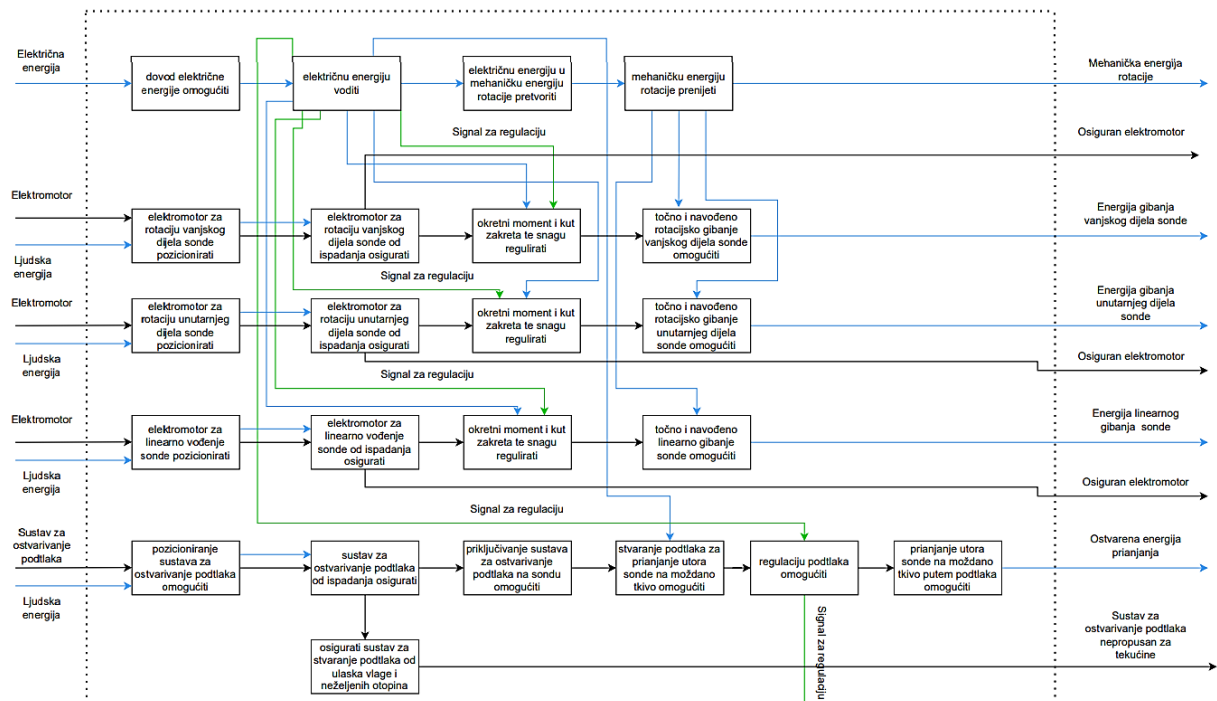 Električna
energija
dovod električne
energije omogućiti
električnu energiju
voditi
električnu energiju u
mehaničku energiju
rotacije pretvoriti
mehaničku energiju
rotacije prenijeti
Mehanička energija
rotacije
Signal za regulaciju
Osiguran elektromotor
Elektromotor
Ljudska
energija
elektromotor za
rotaciju vanjskog
dijela sonde
pozicionirati
elektromotor za
rotaciju vanjskog
dijela sonde od
ispadanja osigurati
okretni moment i kut
zakreta te snagu
regulirati
točno i navođeno
rotacijsko gibanje
vanjskog dijela sonde
omogućiti
Energija gibanja
vanjskog dijela sonde
Signal za regulaciju
Elektromotor
Ljudska
energija
elektromotor za
rotaciju unutarnjeg
dijela sonde
pozicionirati
elektromotor za
rotaciju unutarnjeg
dijela sonde od
ispadanja osigurati
okretni moment i kut
zakreta te snagu
regulirati
točno i navođeno
rotacijsko gibanje
unutarnjeg dijela
sonde omogućiti
Energija gibanja
unutarnjeg dijela
sonde
Osiguran elektromotor
Signal za regulaciju
Elektromotor
Ljudska
energija
elektromotor za
linearno vođenje
sonde pozicionirati
elektromotor za
linearno vođenje
sonde od ispadanja
osigurati
okretni moment i kut
zakreta te snagu
regulirati
točno i navođeno
linearno gibanje
sonde omogućiti
Energija linearnog
gibanja sonde
Osiguran elektromotor
Signal za regulaciju
Sustav za
ostvarivanje
podtlaka
Ljudska
energija
pozicioniranje
sustava za
ostvarivanje podtlaka
omogućiti
sustav za
ostvarivanje podtlaka
od ispadanja osigurati
priključivanje sustava
za ostvarivanje
podtlaka na sondu
omogućiti
stvaranje podtlaka za
prianjanje utora
sonde na moždano
tkivo omogućiti
regulaciju podtlaka
omogućiti
prianjanje utora
sonde na moždano
tkivo putem podtlaka
omogućiti
Ostvarena energija
prianjanja
osigurati sustav za
stvaranje podtlaka od
ulaska vlage i
neželjenih otopina
Signal za regulaciju
Sustav za
ostvarivanje podtlaka
nepropusan za
tekućine